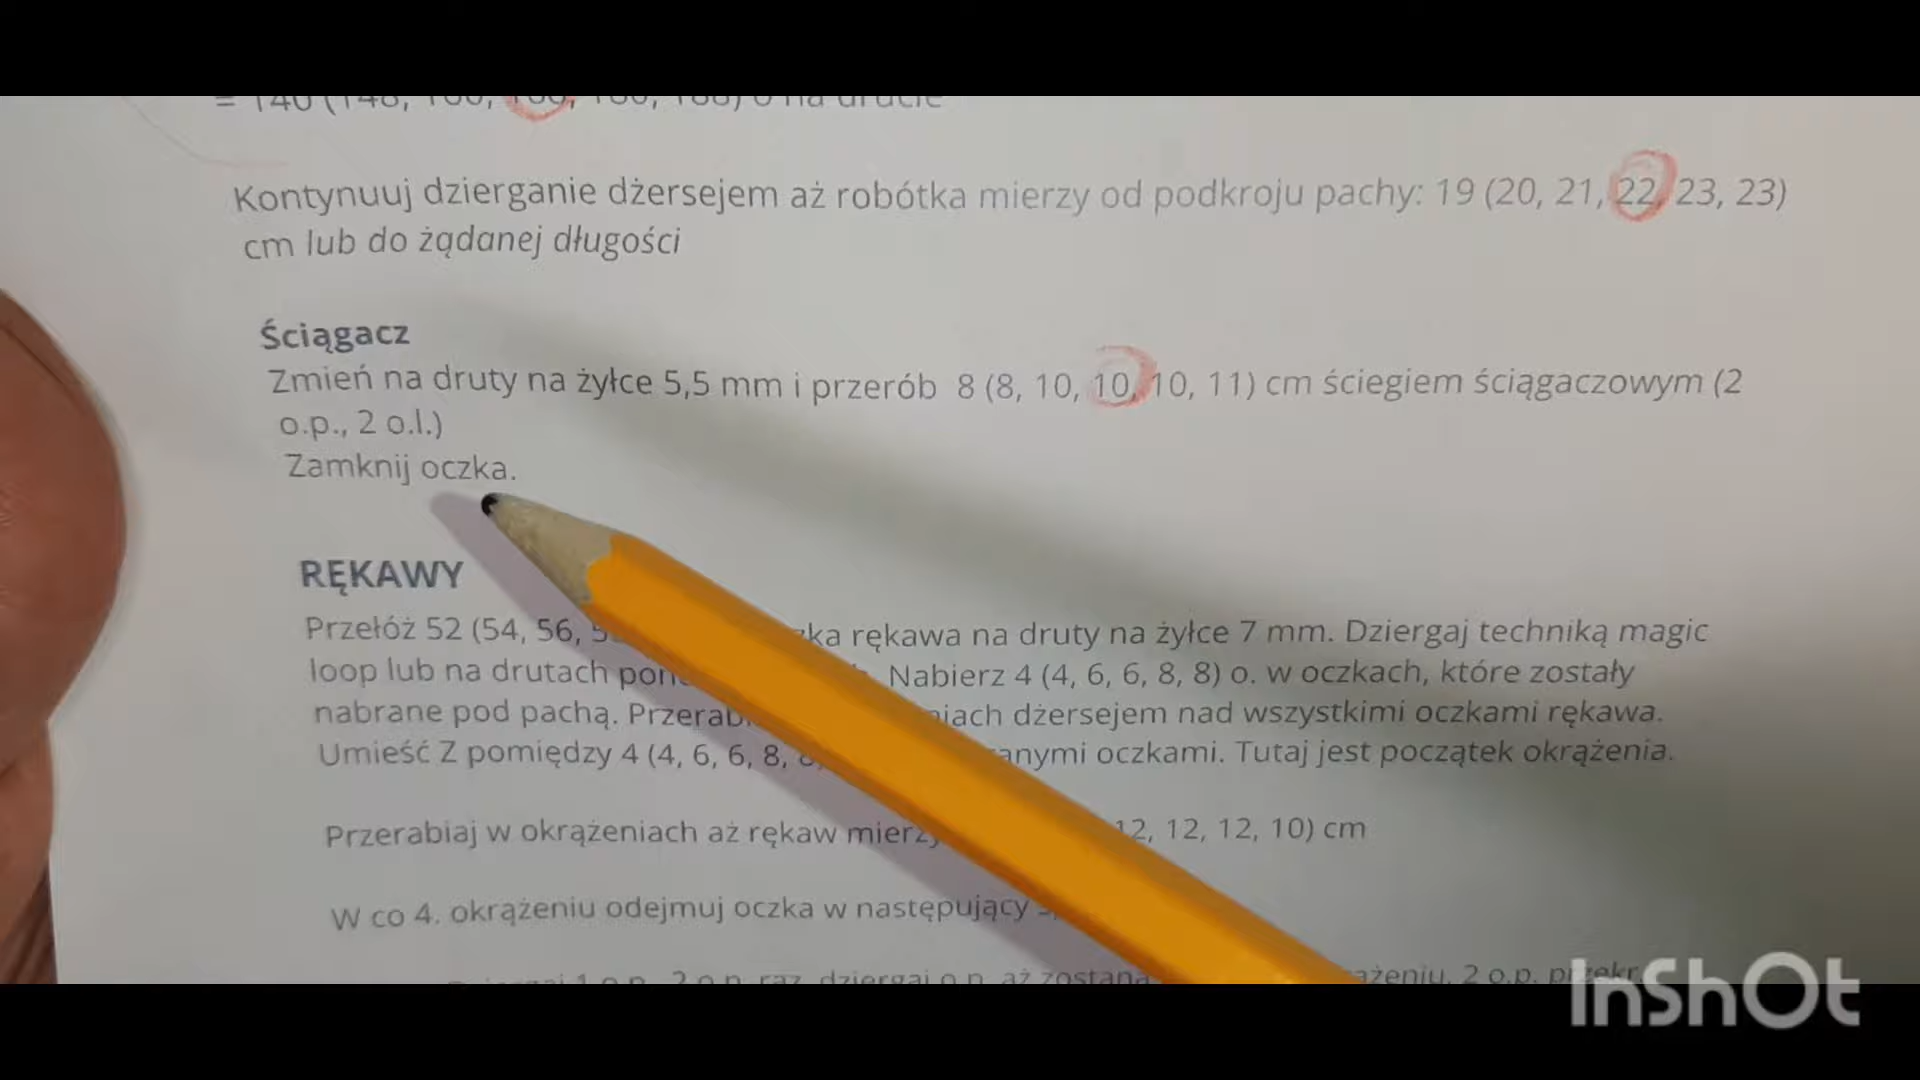 Kontynuuj dzierganie dżersejem aż robótka mierzy od podkroju pachy: 19 (20, 21, 22, 23, 23)
cm lub do żądanej długości
Ściągacz
Zmień na druty na żyłce 5,5 mm i przerób 8 (8, 10, 10, 10, 11) cm ściegiem ściągaczowym (2
o.p., 2 o.l.)
Zamknij oczka.
RĘKAWY
Przełóż 52 (54, 56, rękawa na druty na żyłce 7 mm. Dziergaj techniką magic
loop lub na drutach Nabierz 4 (4, 6, 6, 8, 8) o. w oczkach, które zostały
nabrane pod pachą. dżersejem nad wszystkimi oczkami rękawa.
Umieść Z pomiędzy 4 (4, 6, 6, 8, oczkami. Tutaj jest początek okrążenia.
Przerabiaj w okrążeniach aż rękaw 12, 12, 10) cm
W co 4. okrążeniu odejmuj oczka w następujący
2 o.p.
InShOt